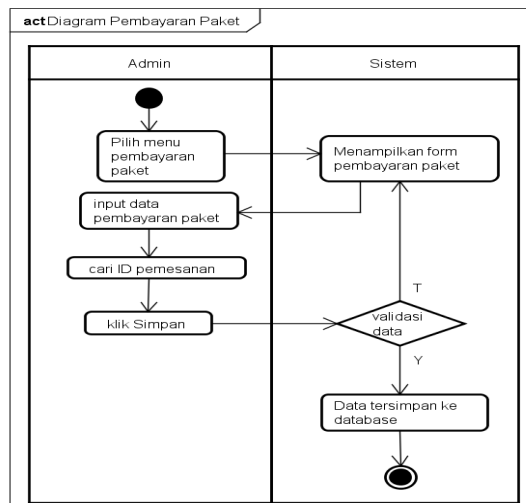 act Diagram Pembayaran Paket
Admin
Sistem
Pilih menu
pembayaran
paket
Menampilkan form
pembayaran paket
input data
pembayaran paket
cari ID pemesanan
klik Simpan
validasi
data
T
Y
Data tersimpan ke
database